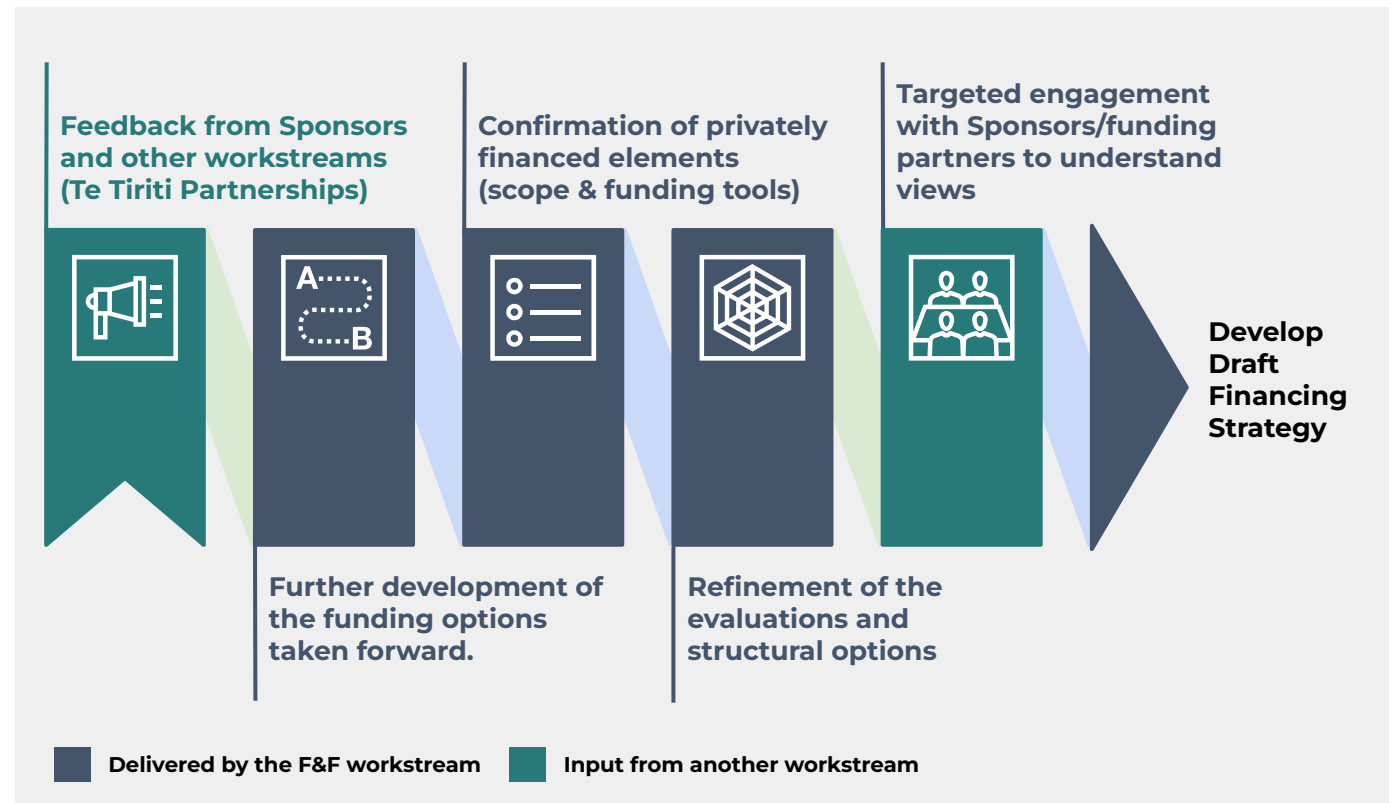 Feedback from Sponsors
and other workstreams
(Te Tiriti Partnerships)
Confirmation of privately
financed elements
(scope & funding tools)
Targeted engagement
with Sponsors/funding
partners to understand
views
A
B
Develop
Draft
Financing
Strategy
Further development of
the funding options
taken forward.
Refinement of the
evaluations and
structural options
Delivered by the F&F workstream
Input from another workstream